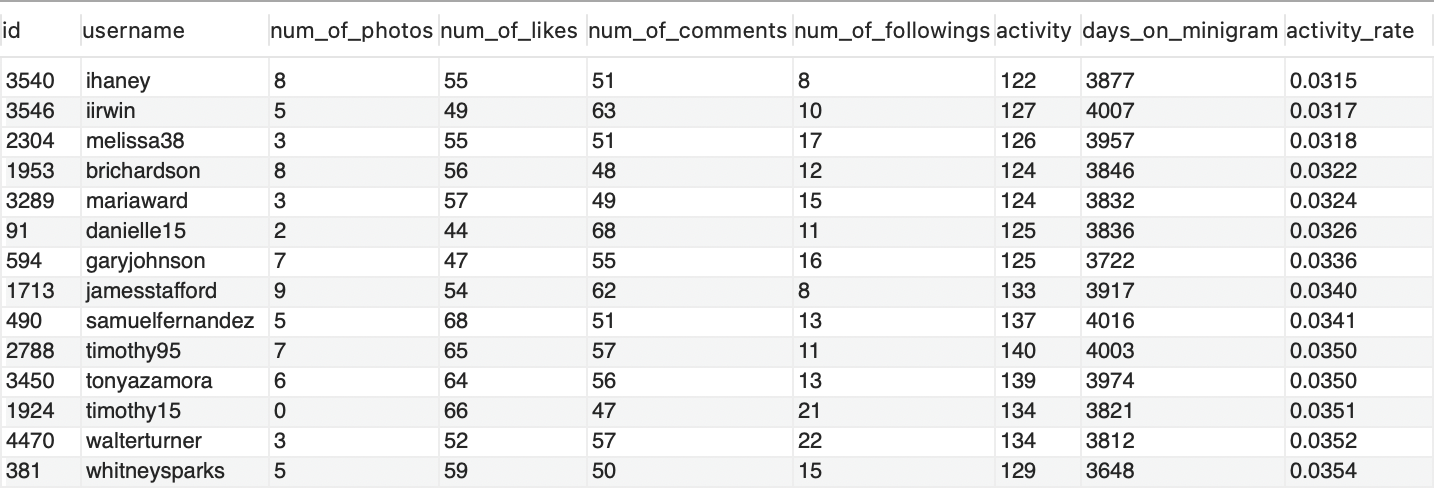 id username num_of_photos num_of_likes num_of_comments num_of_followings activity days_on_minigram activity_rate
3540 ihaney 8 55 51 8 122 3877 0.0315
3546 iirwin 5 49 63 10 127 4007 0.0317
2304 melissa38 3 55 51 17 126 3957 0.0318
1953 brichardson 8 56 48 12 124 3846 0.0322
3289 mariaward 3 57 49 15 124 3832 0.0324
91 danielle15 2 44 68 11 125 3836 0.0326
594 garyjohnson 7 47 55 16 125 3722 0.0336
1713 jamesstafford 9 54 62 8 133 3917 0.0340
490 samuelfernandez 5 68 51 13 137 4016 0.0341
2788 timothy95 7 65 57 11 140 4003 0.0350
3450 tonyazamora 6 64 56 13 139 3974 0.0350
1924 timothy15 0 66 47 21 134 3821 0.0351
4470 walterturner 3 52 57 22 134 3812 0.0352
381 whitneysparks 5 59 50 15 129 3648 0.0354